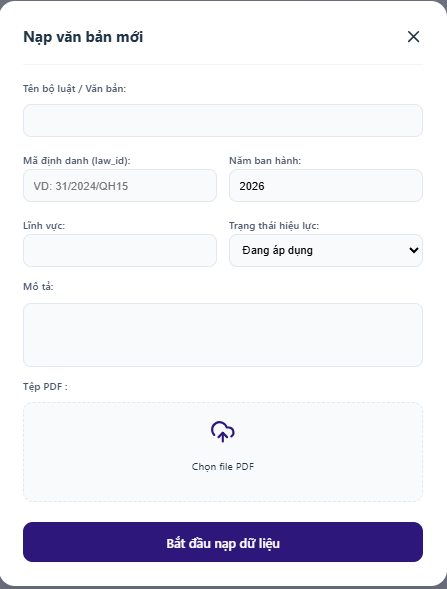 Nạp văn bản mới
Tên bộ luật / Văn bản:
Mã định danh (law_id):
Năm ban hành:
VD: 31/2024/QH15
2026
Lĩnh vực:
Trạng thái hiệu lực:
Đang áp dụng
Mô tả:
Tệp PDF :
Chọn file PDF
Bắt đầu nạp dữ liệu